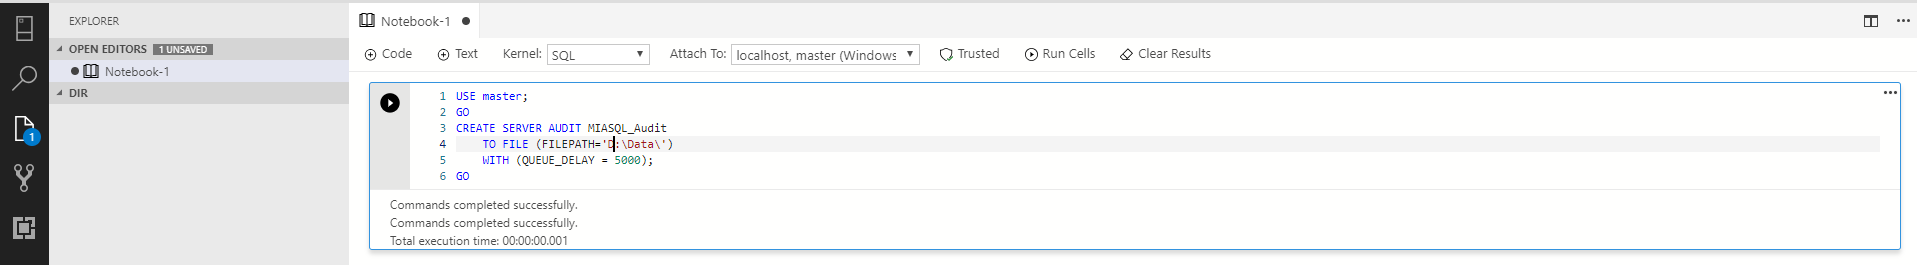 EXPLORER
OPEN EDITORS 1 UNSAVED
Notebook-1
DIR
1
Notebook-1
Code Text Kernel: SQL Attach To: localhost, master (Windows Trusted Run Cells Clear Results
1 USE master;
2 GO
3 CREATE SERVER AUDIT MIASQL_Audit
4 TO FILE (FILEPATH='D:\Data\')
5 WITH (QUEUE_DELAY = 5000);
6 GO
Commands completed successfully.
Commands completed successfully.
Total execution time: 00:00:00.001